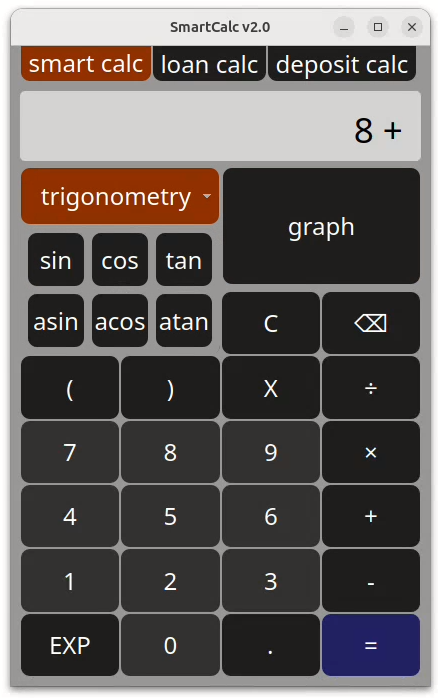 SmartCalc v2.0
smart calc loan calc deposit calc
8 +
trigonometry
graph
sin cos tan
asin acos atan
C ⌫
( ) X ÷
7 8 9 ×
4 5 6 +
1 2 3 -
EXP 0 . =